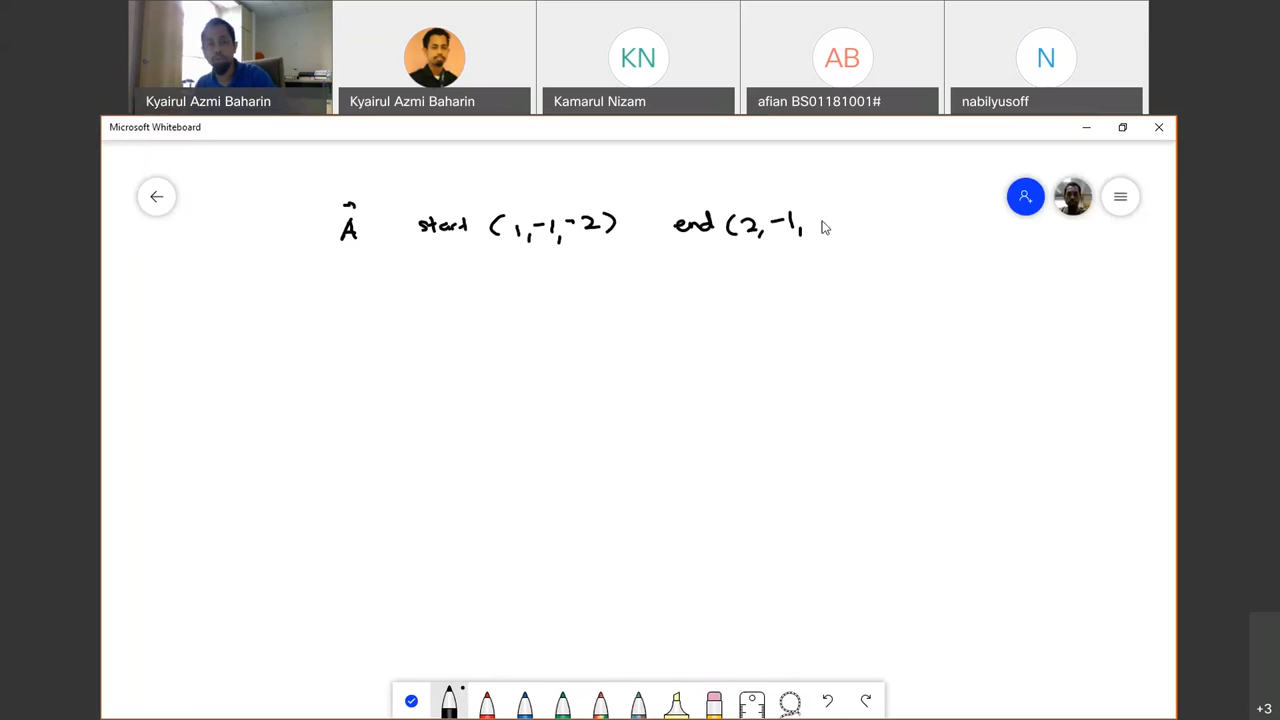 Kyairul Azmi Baharin
Kyairul Azmi Baharin
KN
Kamarul Nizam
AB
afian BS01181001#
N
nabilyusoff
Microsoft Whiteboard
Â start (1, -1, -2) end (2, -1,
+3